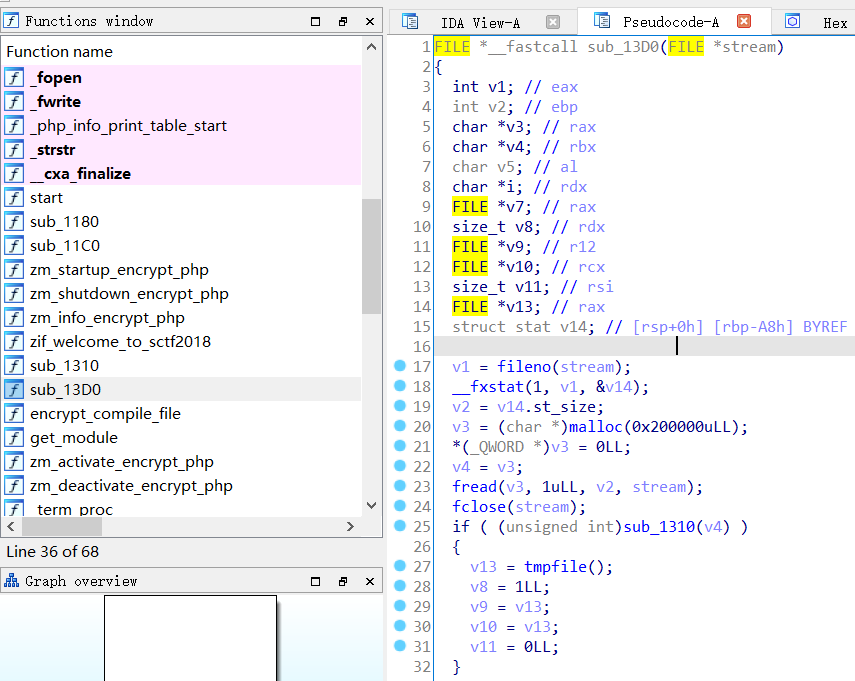 Functions window
Function name
_fopen
_fwrite
_php_info_print_table_start
_strstr
__cxa_finalize
start
sub_1180
sub_11C0
zm_startup_encrypt_php
zm_shutdown_encrypt_php
zm_info_encrypt_php
zif_welcome_to_sctf2018
sub_1310
sub_13D0
encrypt_compile_file
get_module
zm_activate_encrypt_php
zm_deactivate_encrypt_php
_term_proc
Line 36 of 68
Graph overview
IDA View-A Pseudocode-A Hex
1 FILE *__fastcall sub_13D0(FILE *stream)
2 {
3 int v1; // eax
4 int v2; // ebp
5 char *v3; // rax
6 char *v4; // rbx
7 char v5; // al
8 char *i; // rdx
9 FILE *v7; // rax
10 size_t v8; // rdx
11 FILE *v9; // r12
12 FILE *v10; // rcx
13 size_t v11; // rsi
14 FILE *v13; // rax
15 struct stat v14; // [rsp+0h] [rbp-A8h] BYREF
16
17 v1 = fileno(stream);
18 __fxstat(1, v1, &v14);
19 v2 = v14.st_size;
20 v3 = (char *)malloc(0x200000uLL);
21 *(_QWORD *)v3 = 0LL;
22 v4 = v3;
23 fread(v3, 1uLL, v2, stream);
24 fclose(stream);
25 if ( (unsigned int)sub_1310(v4) )
26 {
27 v13 = tmpfile();
28 v8 = 1LL;
29 v9 = v13;
30 v10 = v13;
31 v11 = 0LL;
32 }